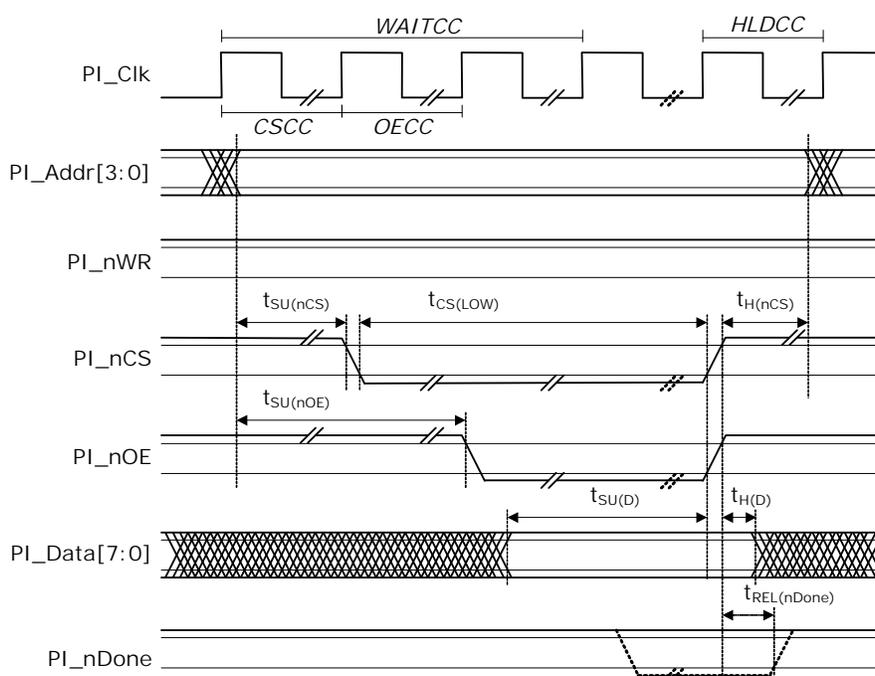 WAITCC
HLDCC
PI_Clk
CSCC
OECC
PI_Addr[3:0]
PI_nWR
tSU(nCS)
tCS(LOW)
tH(nCS)
PI_nCS
tSU(nOE)
PI_nOE
tSU(D)
tH(D)
PI_Data[7:0]
tREL(nDone)
PI_nDone